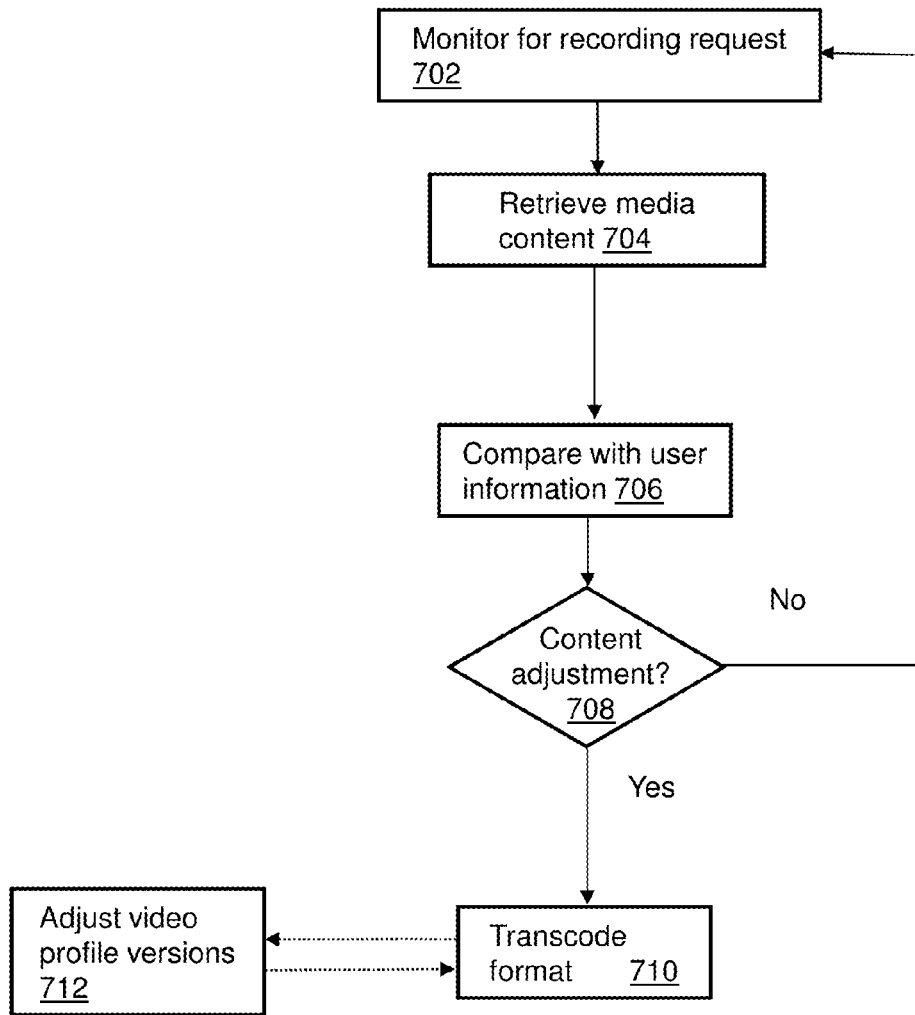 Monitor for recording request
702
Retrieve media
content 704
Compare with user
information 706
No
Content
adjustment?
708
Yes
Adjust video
profile versions
712
Transcode
format 710